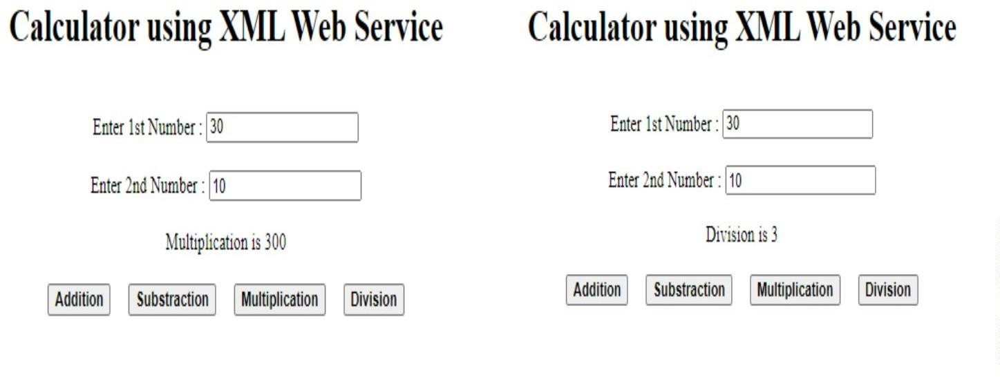 Calculator using XML Web Service
Enter 1st Number : 30
Enter 2nd Number : 10
Multiplication is 300
Addition Substraction Multiplication Division
Calculator using XML Web Service
Enter 1st Number : 30
Enter 2nd Number : 10
Division is 3
Addition Substraction Multiplication Division